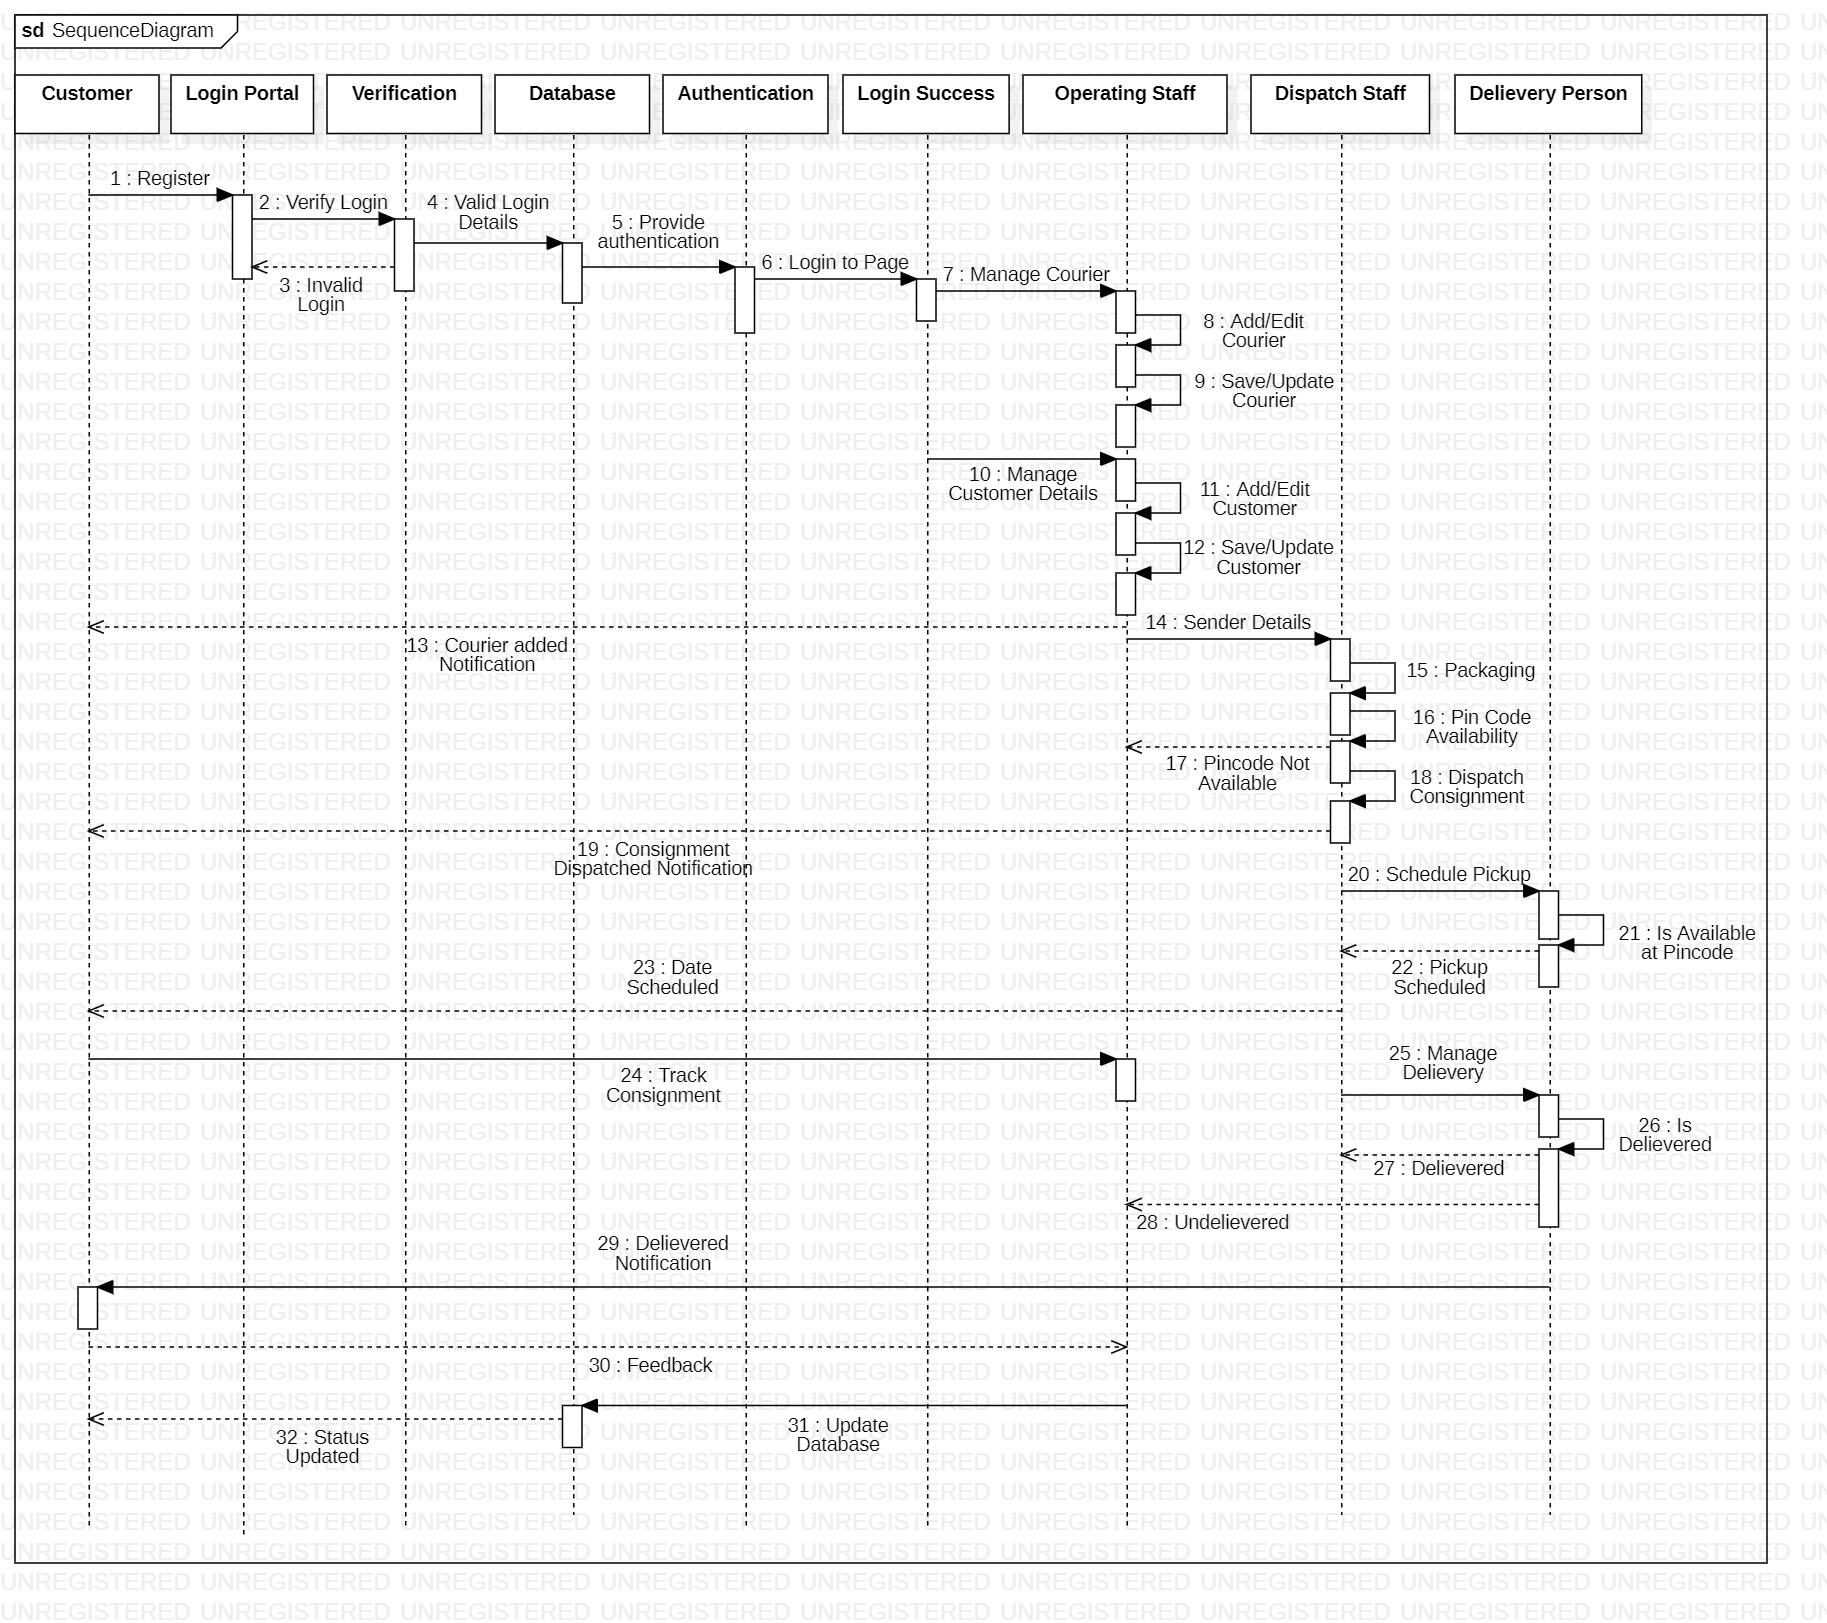 sd SequenceDiagram
Customer
Login Portal
Verification
Database
Authentication
Login Success
Operating Staff
Dispatch Staff
Delievery Person
1 : Register
2 : Verify Login
3 : Invalid
Login
4 : Valid Login
Details
5 : Provide
authentication
6 : Login to Page
7 : Manage Courier
8 : Add/Edit
Courier
9 : Save/Update
Courier
10 : Manage
Customer Details
11 : Add/Edit
Customer
12 : Save/Update
Customer
13 : Courier added
Notification
14 : Sender Details
15 : Packaging
16 : Pin Code
Availability
17 : Pincode Not
Available
18 : Dispatch
Consignment
19 : Consignment
Dispatched Notification
20 : Schedule Pickup
21 : Is Available
at Pincode
22 : Pickup
Scheduled
23 : Date
Scheduled
24 : Track
Consignment
25 : Manage
Delievery
26 : Is
Delievered
27 : Delievered
28 : Undelievered
29 : Delievered
Notification
30 : Feedback
31 : Update
Database
32 : Status
Updated
UNREGISTERED